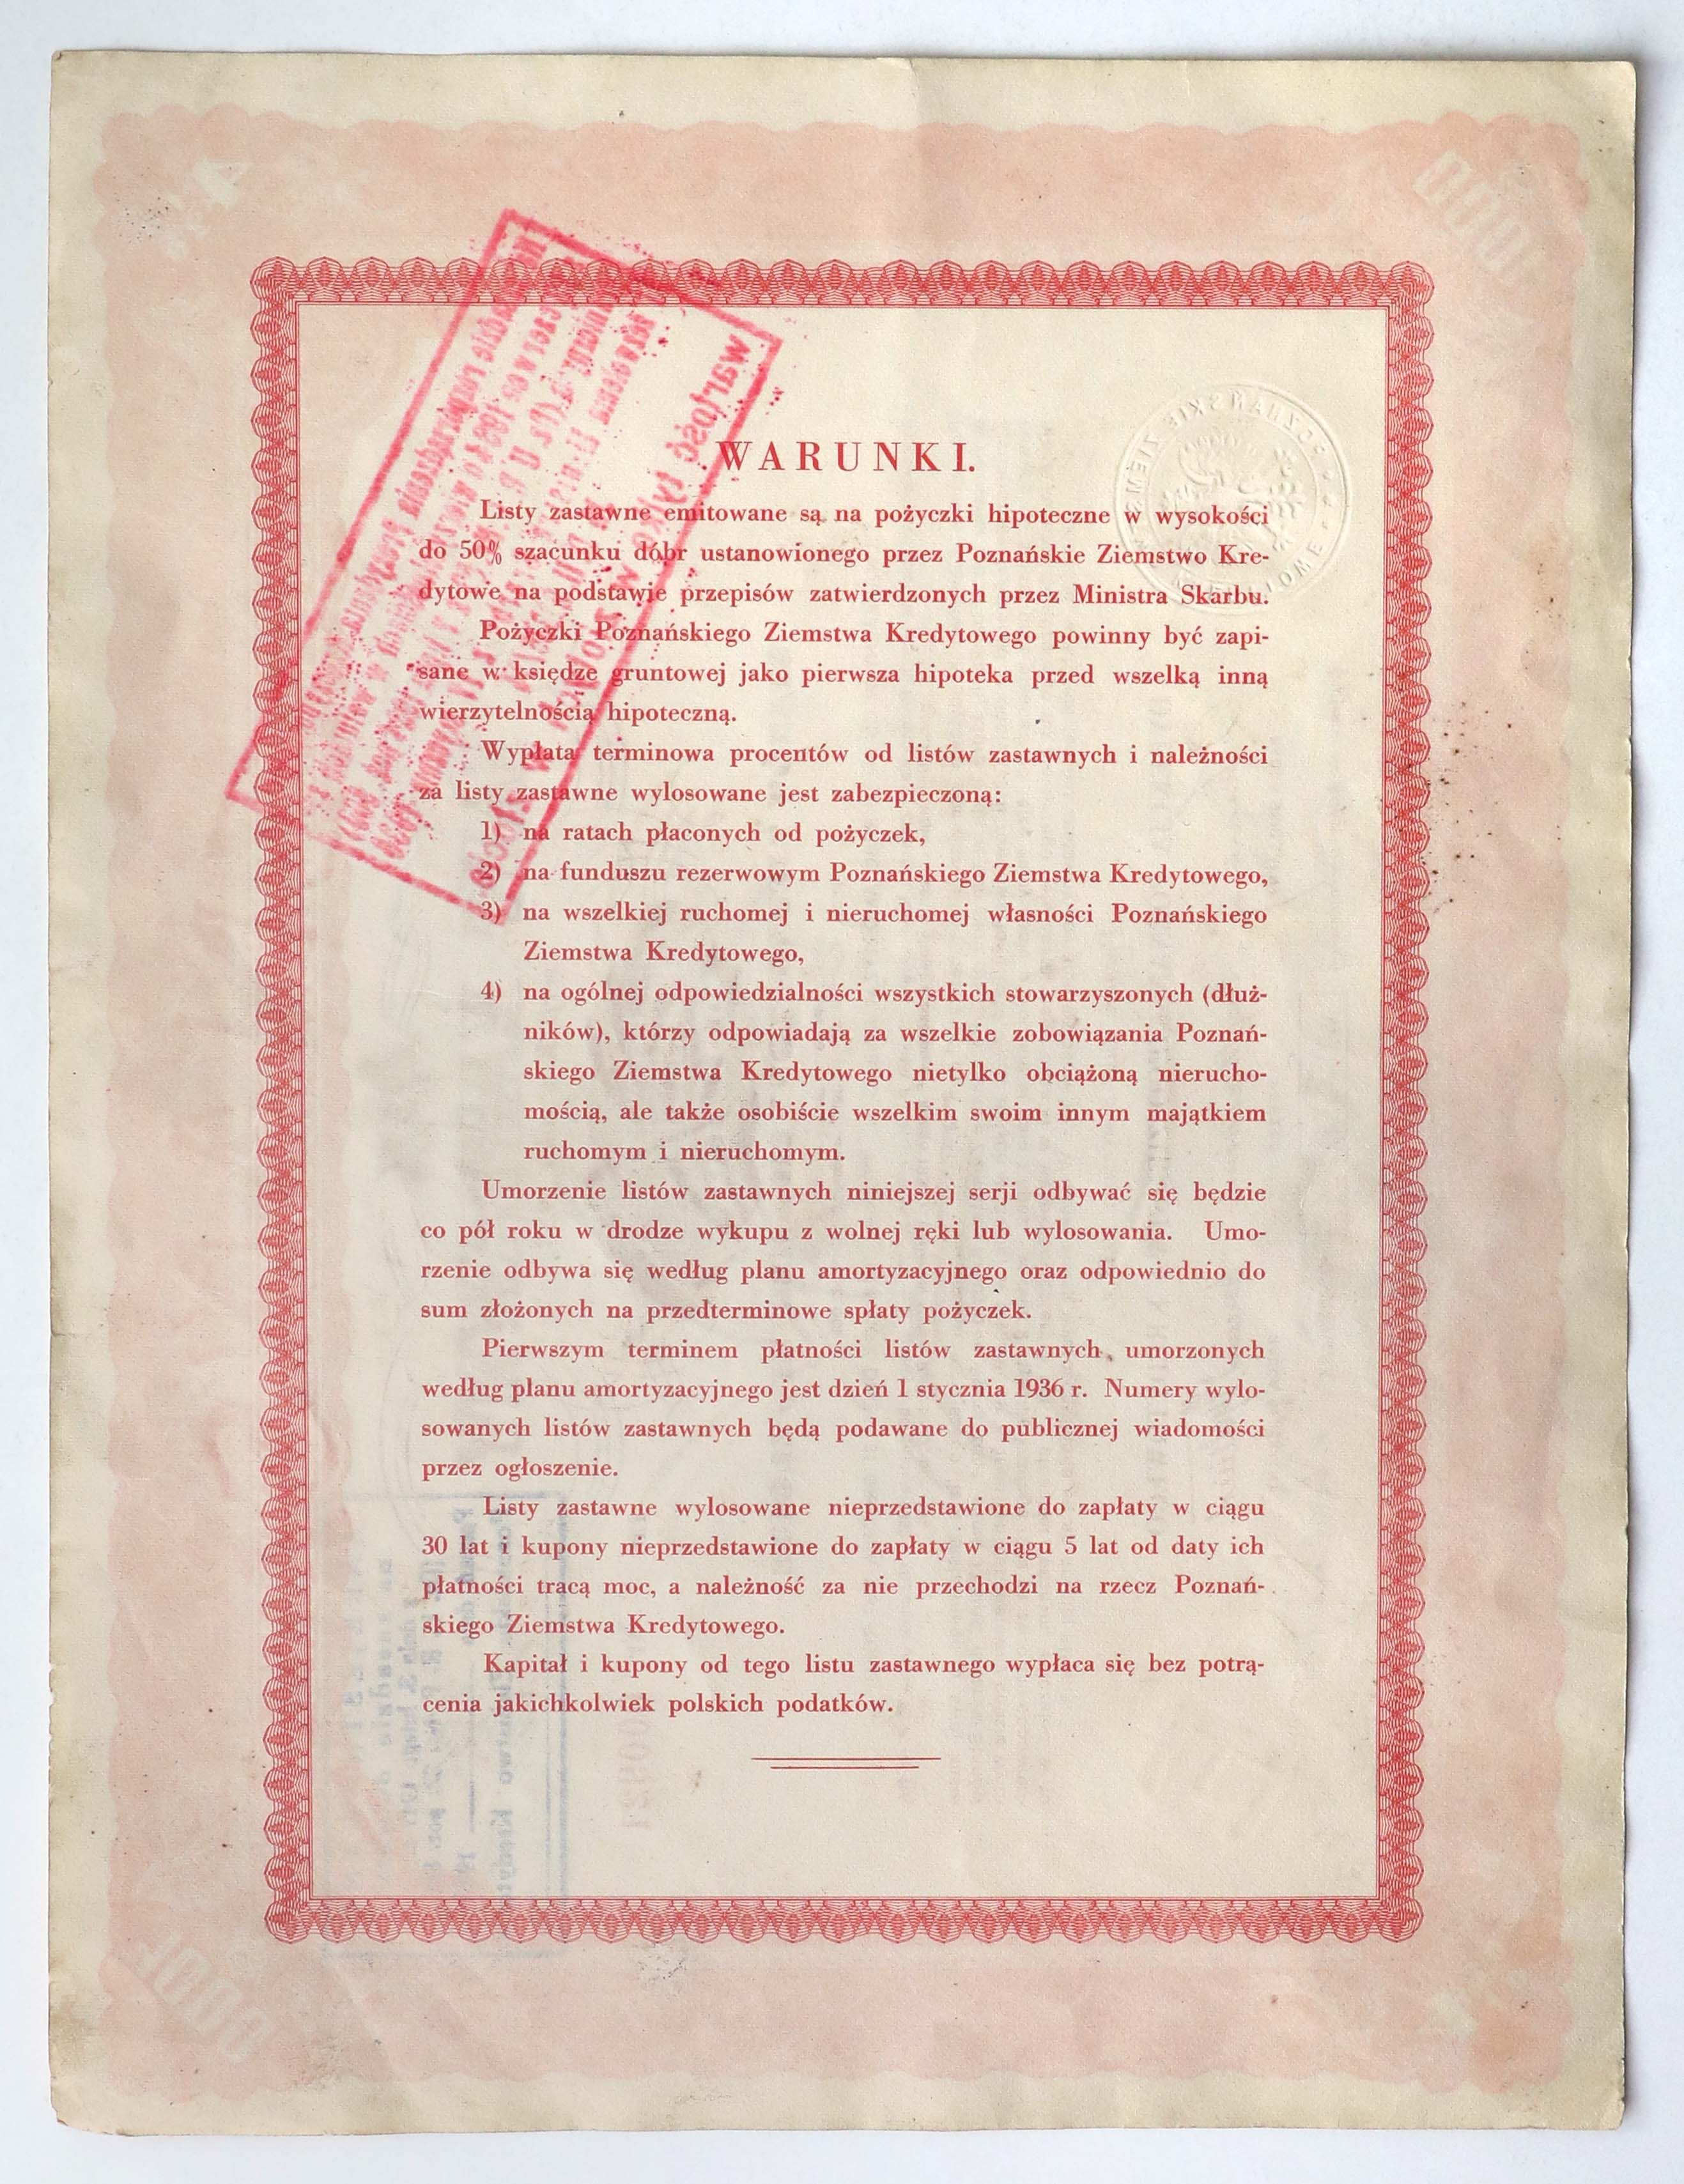 WARUNKI.
Listy zastawne emitowane są na pożyczki hipoteczne w wysokości
do 50% szacunku dóbr ustanowionego przez Poznańskie Ziemstwo Kre-
dytowe na podstawie przepisów zatwierdzonych przez Ministra Skarbu.
Pożyczki Poznańskiego Ziemstwa Kredytowego powinny być zapi-
sane w księdze gruntowej jako pierwsza hipoteka przed wszelką inną
wierzytelnością hipoteczną.
Wypłata terminowa procentów od listów zastawnych i należności
za listy zastawne wylosowane jest zabezpieczoną:
1) na ratach płaconych od pożyczek,
2) na funduszu rezerwowym Poznańskiego Ziemstwa Kredytowego,
3) na wszelkiej ruchomej i nieruchomej własności Poznańskiego
Ziemstwa Kredytowego,
4) na ogólnej odpowiedzialności wszystkich stowarzyszonych (dłuż-
ników), którzy odpowiadają za wszelkie zobowiązania Poznań-
skiego Ziemstwa Kredytowego nietylko obciążoną nierucho-
mością, ale także osobiście wszelkim swoim innym majątkiem
ruchomym i nieruchomym.
Umorzenie listów zastawnych niniejszej serji odbywać się będzie
co pół roku w drodze wykupu z wolnej ręki lub wylosowania. Umo-
rzenie odbywa się według planu amortyzacyjnego oraz odpowiednio do
sum złożonych na przedterminowe spłaty pożyczek.
Pierwszym terminem płatności listów zastawnych umorzonych
według planu amortyzacyjnego jest dzień 1 stycznia 1936 r. Numery wylo-
sowanych listów zastawnych będą podawane do publicznej wiadomości
przez ogłoszenie.
Listy zastawne wylosowane nieprzedstawione do zapłaty w ciągu
30 lat i kupony nieprzedstawione do zapłaty w ciągu 5 lat od daty ich
płatności tracą moc, a należność za nie przechodzi na rzecz Poznań-
skiego Ziemstwa Kredytowego.
Kapitał i kupony od tego listu zastawnego wypłaca się bez potrą-
cenia jakichkolwiek polskich podatków.